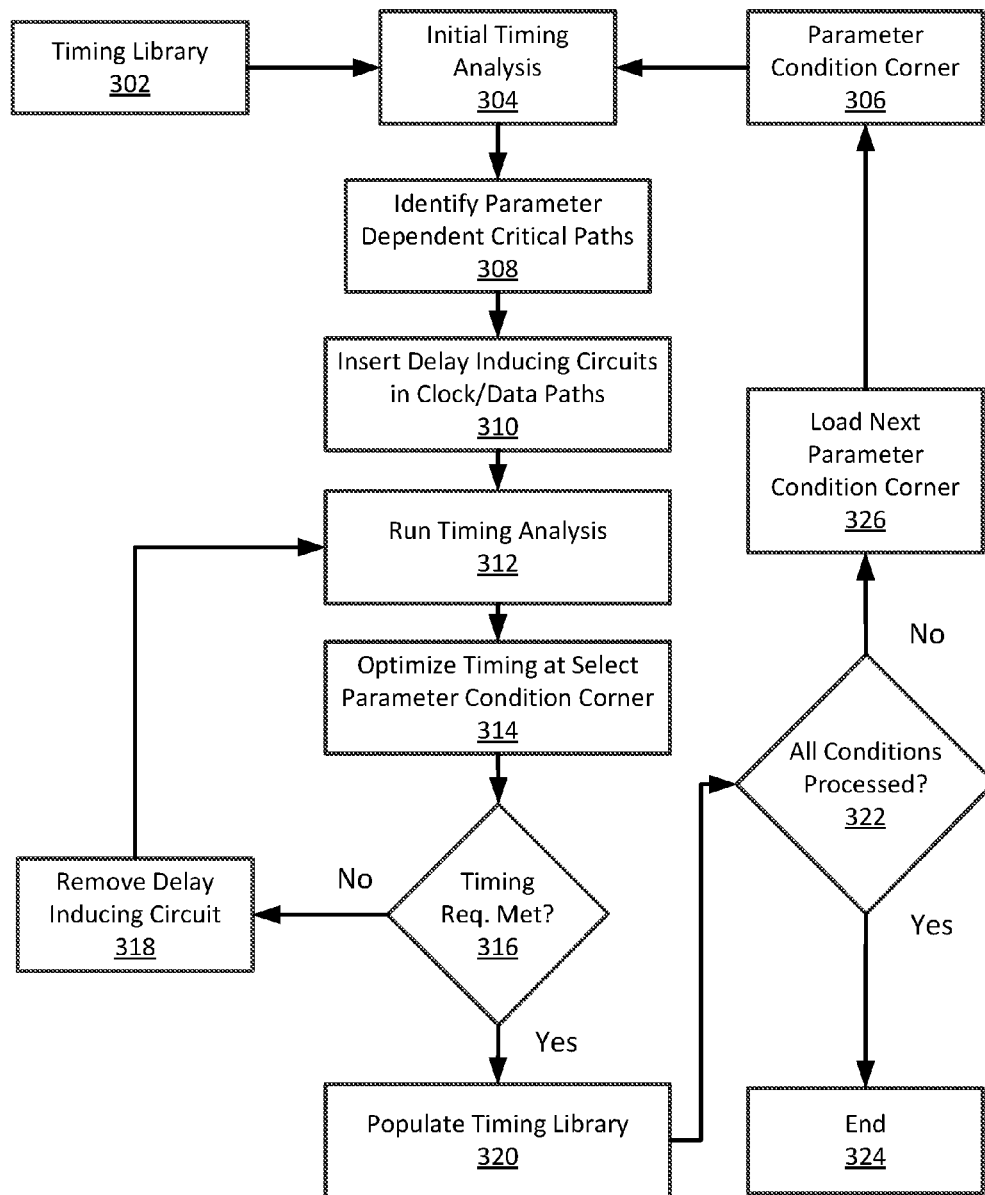 Timing Library
302
Initial Timing
Analysis
304
Parameter
Condition Corner
306
Identify Parameter
Dependent Critical Paths
308
Insert Delay Inducing Circuits
in Clock/Data Paths
310
Load Next
Parameter
Condition Corner
326
Run Timing Analysis
312
No
Optimize Timing at Select
Parameter Condition Corner
314
All Conditions
Processed?
322
Remove Delay
Inducing Circuit
318
No
Timing
Req. Met?
316
Yes
Yes
Populate Timing Library
320
End
324